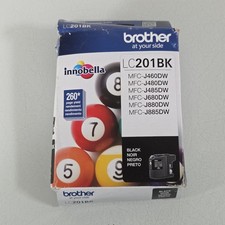 brother
at your side
LC201BK
innobella
MFC-J460DW
MFC-J480DW
MFC-J485DW
MFC-J680DW
MFC-J880DW
MFC-J885DW
260*
8
7
5
9
BLACK
NOIR
NEGRO
PRETO
brother